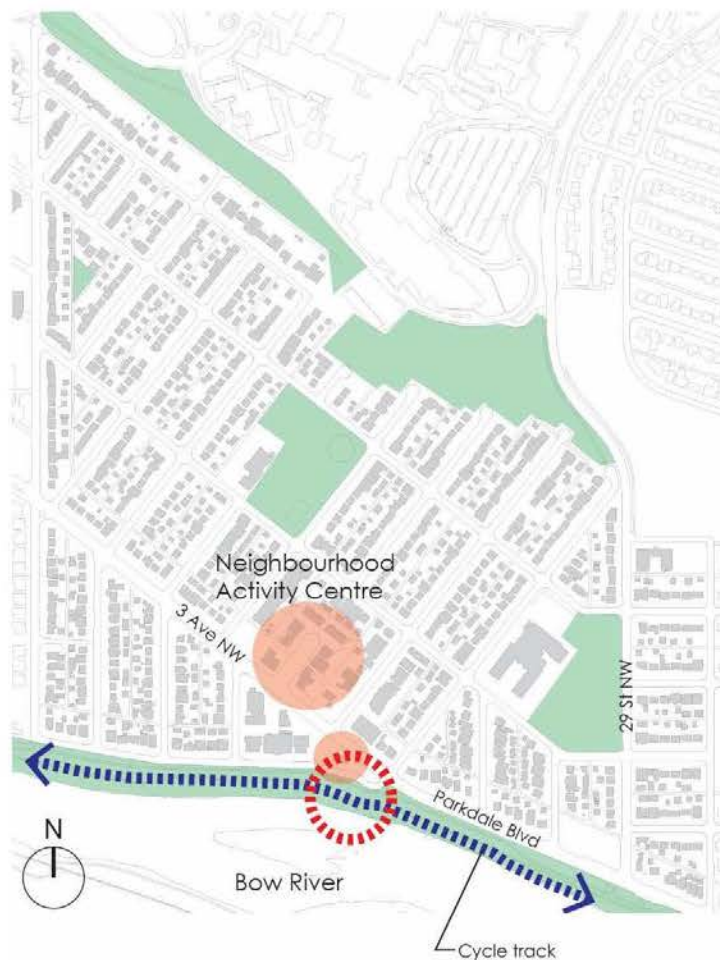 Neighbourhood
Activity Centre
3 Ave NW
29 St NW
Parkdale Blvd
N
Bow River
Cycle track